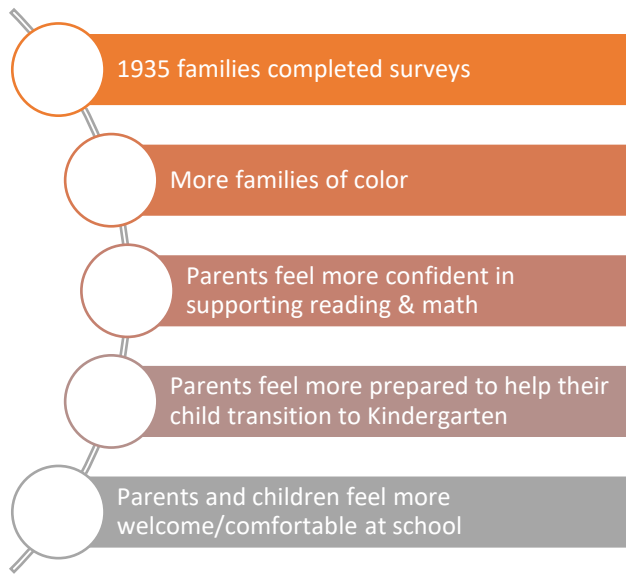 1935 families completed surveys
More families of color
Parents feel more confident in
supporting reading & math
Parents feel more prepared to help their
child transition to Kindergarten
Parents and children feel more
welcome/comfortable at school